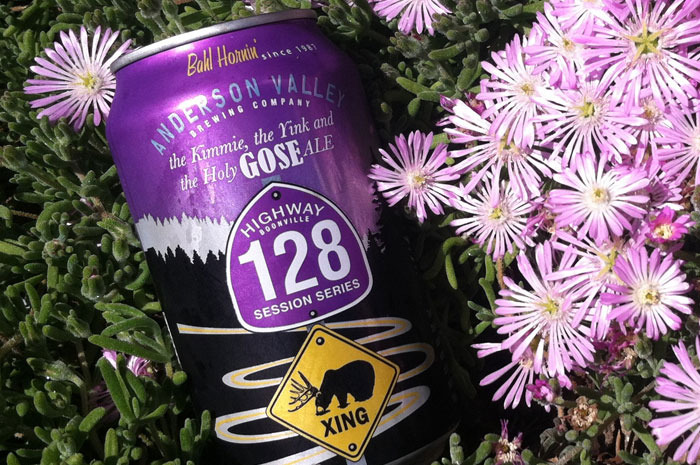 Bahl Hornin' since 1987
ANDERSON VALLEY
BREWING COMPANY
the Kimmie, the Yink and
the Holy GOSE ALE
HIGHWAY
BOONVILLE
128
SESSION SERIES
XING